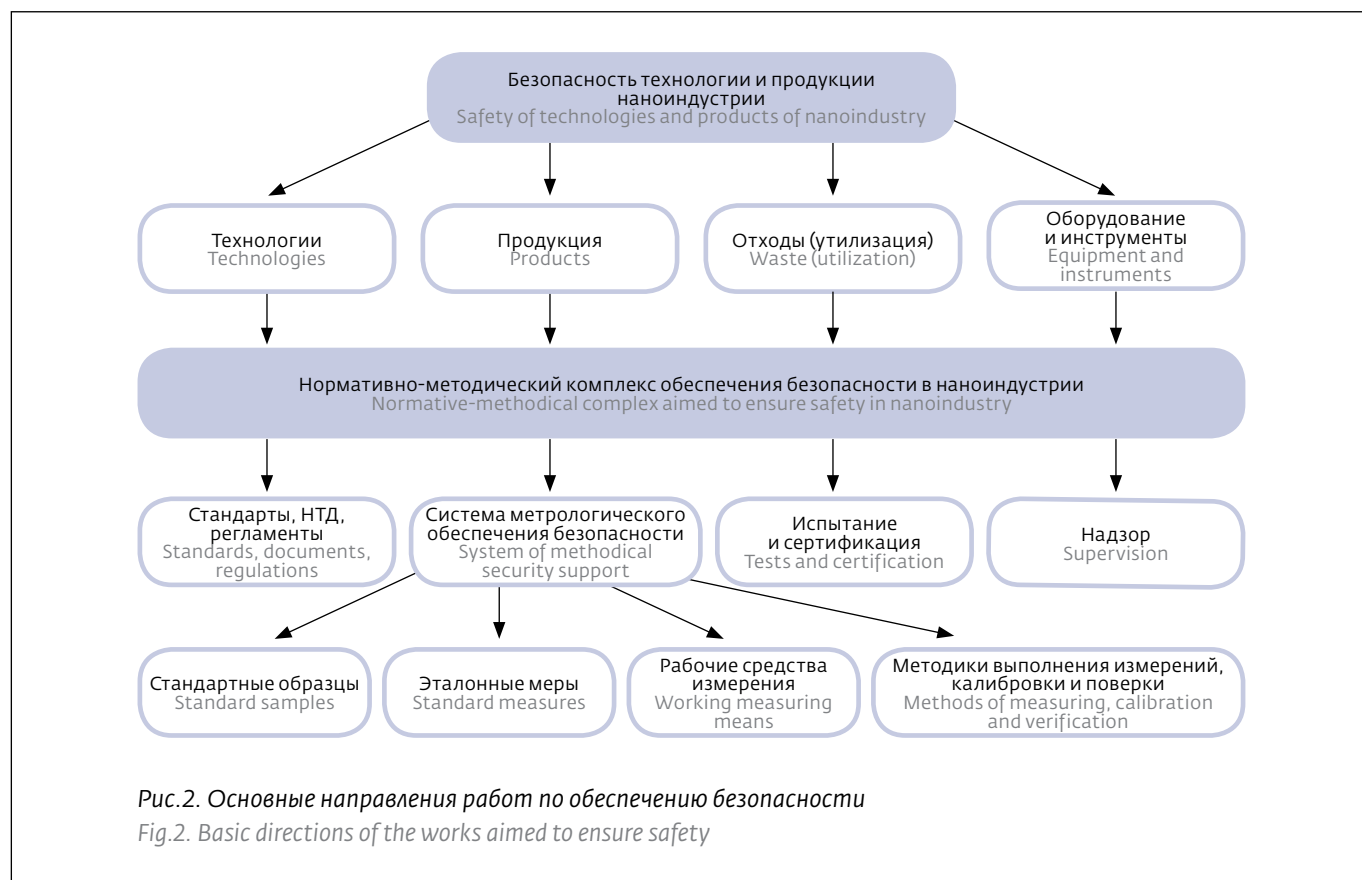 Безопасность технологии и продукции
наноиндустрии
Safety of technologies and products of nanoindustry
Технологии
Technologies
Продукция
Products
Отходы (утилизация)
Waste (utilization)
Оборудование
и инструменты
Equipment and
instruments
Нормативно-методический комплекс обеспечения безопасности в наноиндустрии
Normative-methodical complex aimed to ensure safety in nanoindustry
Стандарты, НТД,
регламенты
Standards, documents,
regulations
Система метрологического
обеспечения безопасности
System of methodical
security support
Испытание
и сертификация
Tests and certification
Надзор
Supervision
Стандартные образцы
Standard samples
Эталонные меры
Standard measures
Рабочие средства
измерения
Working measuring
means
Методики выполнения измерений,
калибровки и поверки
Methods of measuring, calibration
and verification
Рис.2. Основные направления работ по обеспечению безопасности
Fig.2. Basic directions of the works aimed to ensure safety